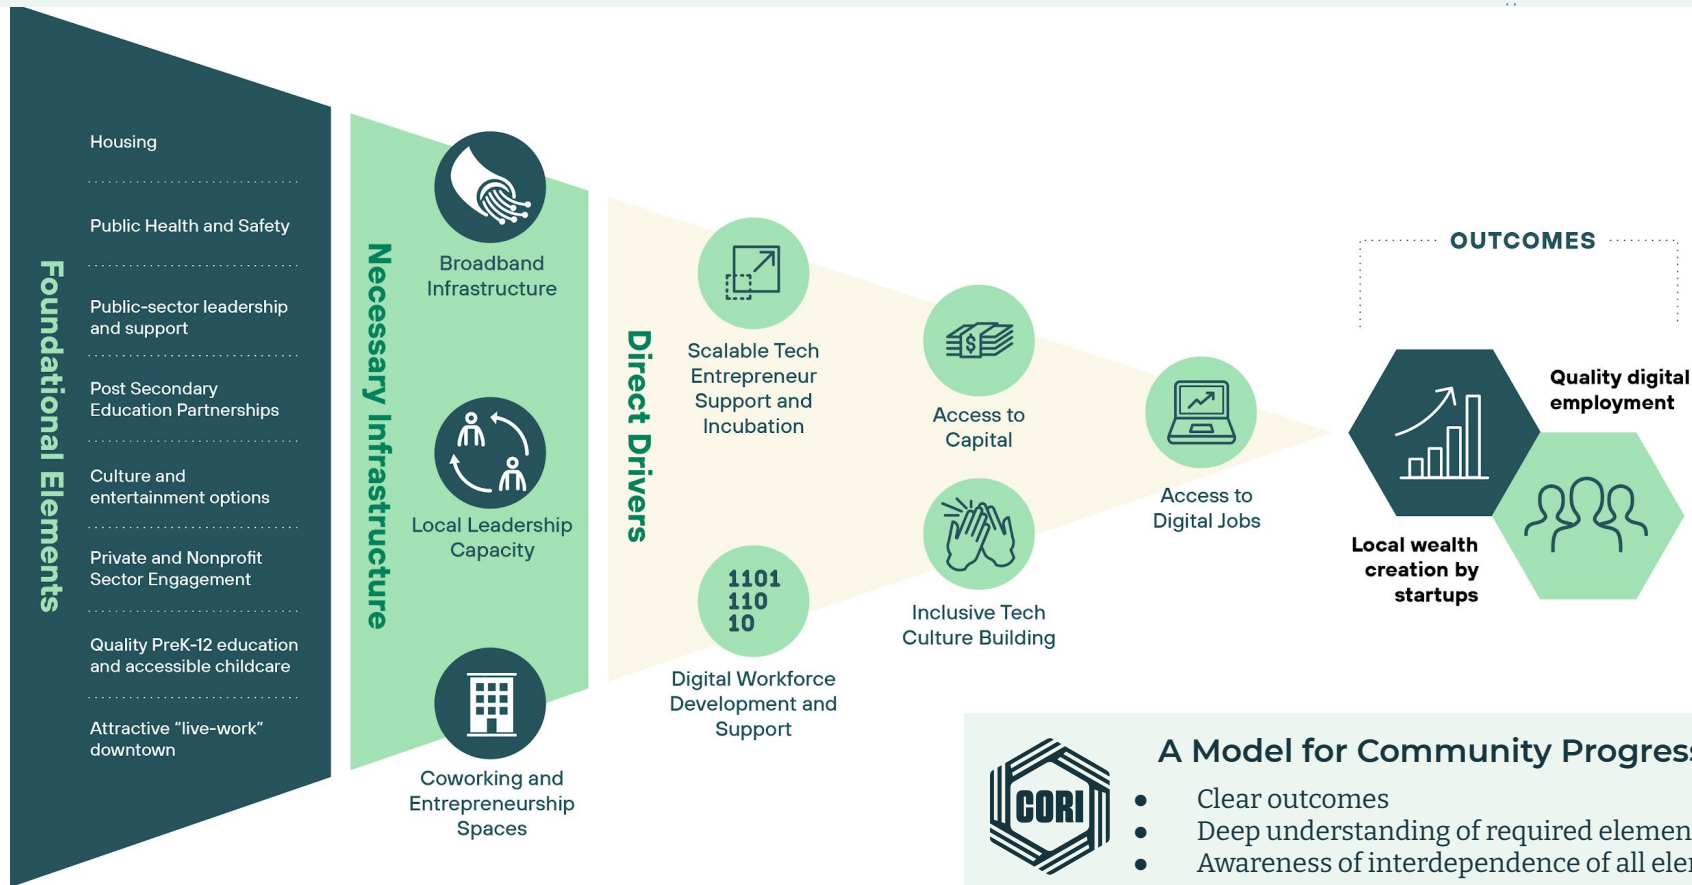 Foundational Elements
Housing
Public Health and Safety
Public-sector leadership
and support
Post Secondary
Education Partnerships
Culture and
entertainment options
Private and Nonprofit
Sector Engagement
Quality PreK-12 education
and accessible childcare
Attractive “live-work”
downtown
Necessary Infrastructure
Broadband
Infrastructure
Local Leadership
Capacity
Coworking and
Entrepreneurship
Spaces
Direct Drivers
Scalable Tech
Entrepreneur
Support and
Incubation
1101
110
10
Digital Workforce
Development and
Support
$
Access to
Capital
Inclusive Tech
Culture Building
Access to
Digital Jobs
OUTCOMES
Quality digital
employment
Local wealth
creation by
startups
CORI
A Model for Community Progress
● Clear outcomes
● Deep understanding of required elemen
● Awareness of interdependence of all ele